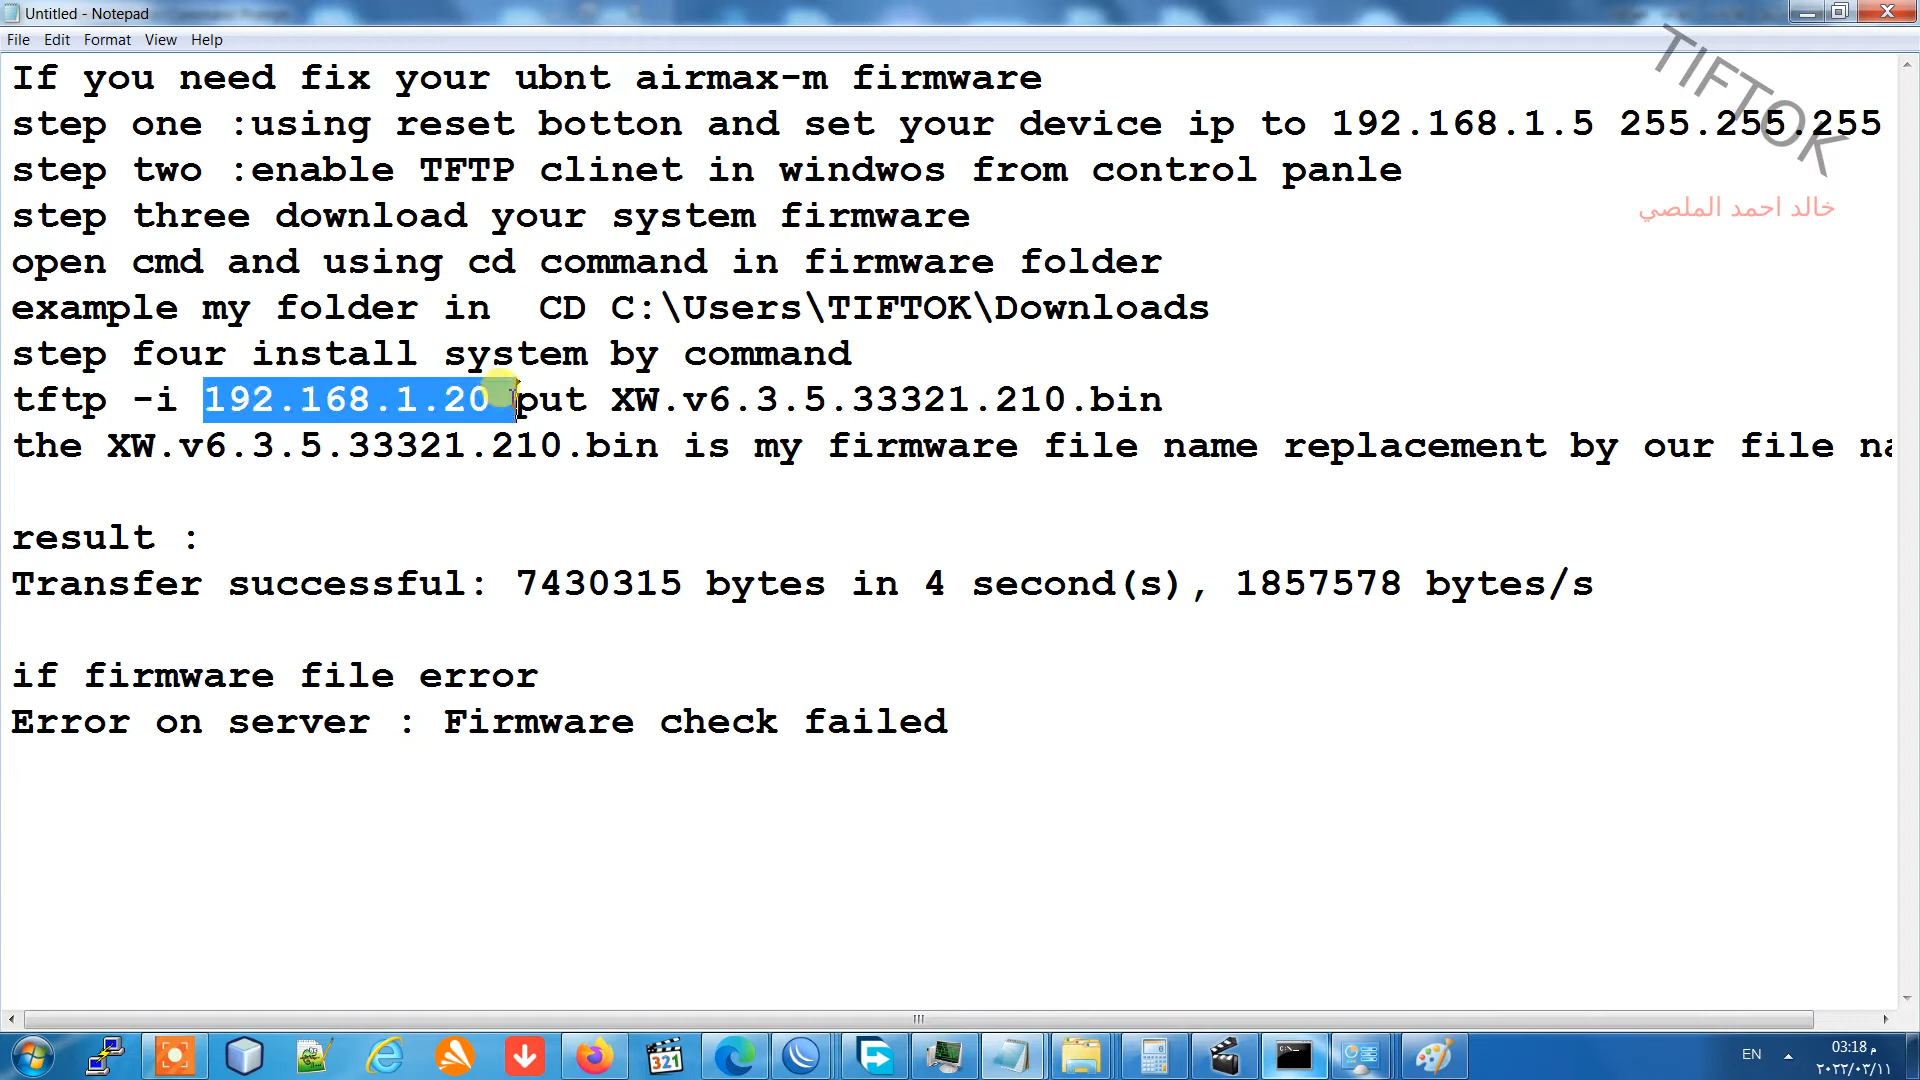 Untitled - Notepad
File Edit Format View Help
If you need fix your ubnt airmax-m firmware
step one :using reset botton and set your device ip to 192.168.1.5 255.255.255
step two :enable TFTP clinet in windwos from control panle
step three download your system firmware
open cmd and using cd command in firmware folder
example my folder in  CD C:\Users\TIFTOK\Downloads
step four install system by command
tftp -i 192.168.1.20 put XW.v6.3.5.33321.210.bin
the XW.v6.3.5.33321.210.bin is my firmware file name replacement by our file na
result :
Transfer successful: 7430315 bytes in 4 second(s), 1857578 bytes/s
if firmware file error
Error on server : Firmware check failed
TIFTOK
خالد احمد الملصي
321
EN
03:18 م
٢٠٢٢/٠٣/١١